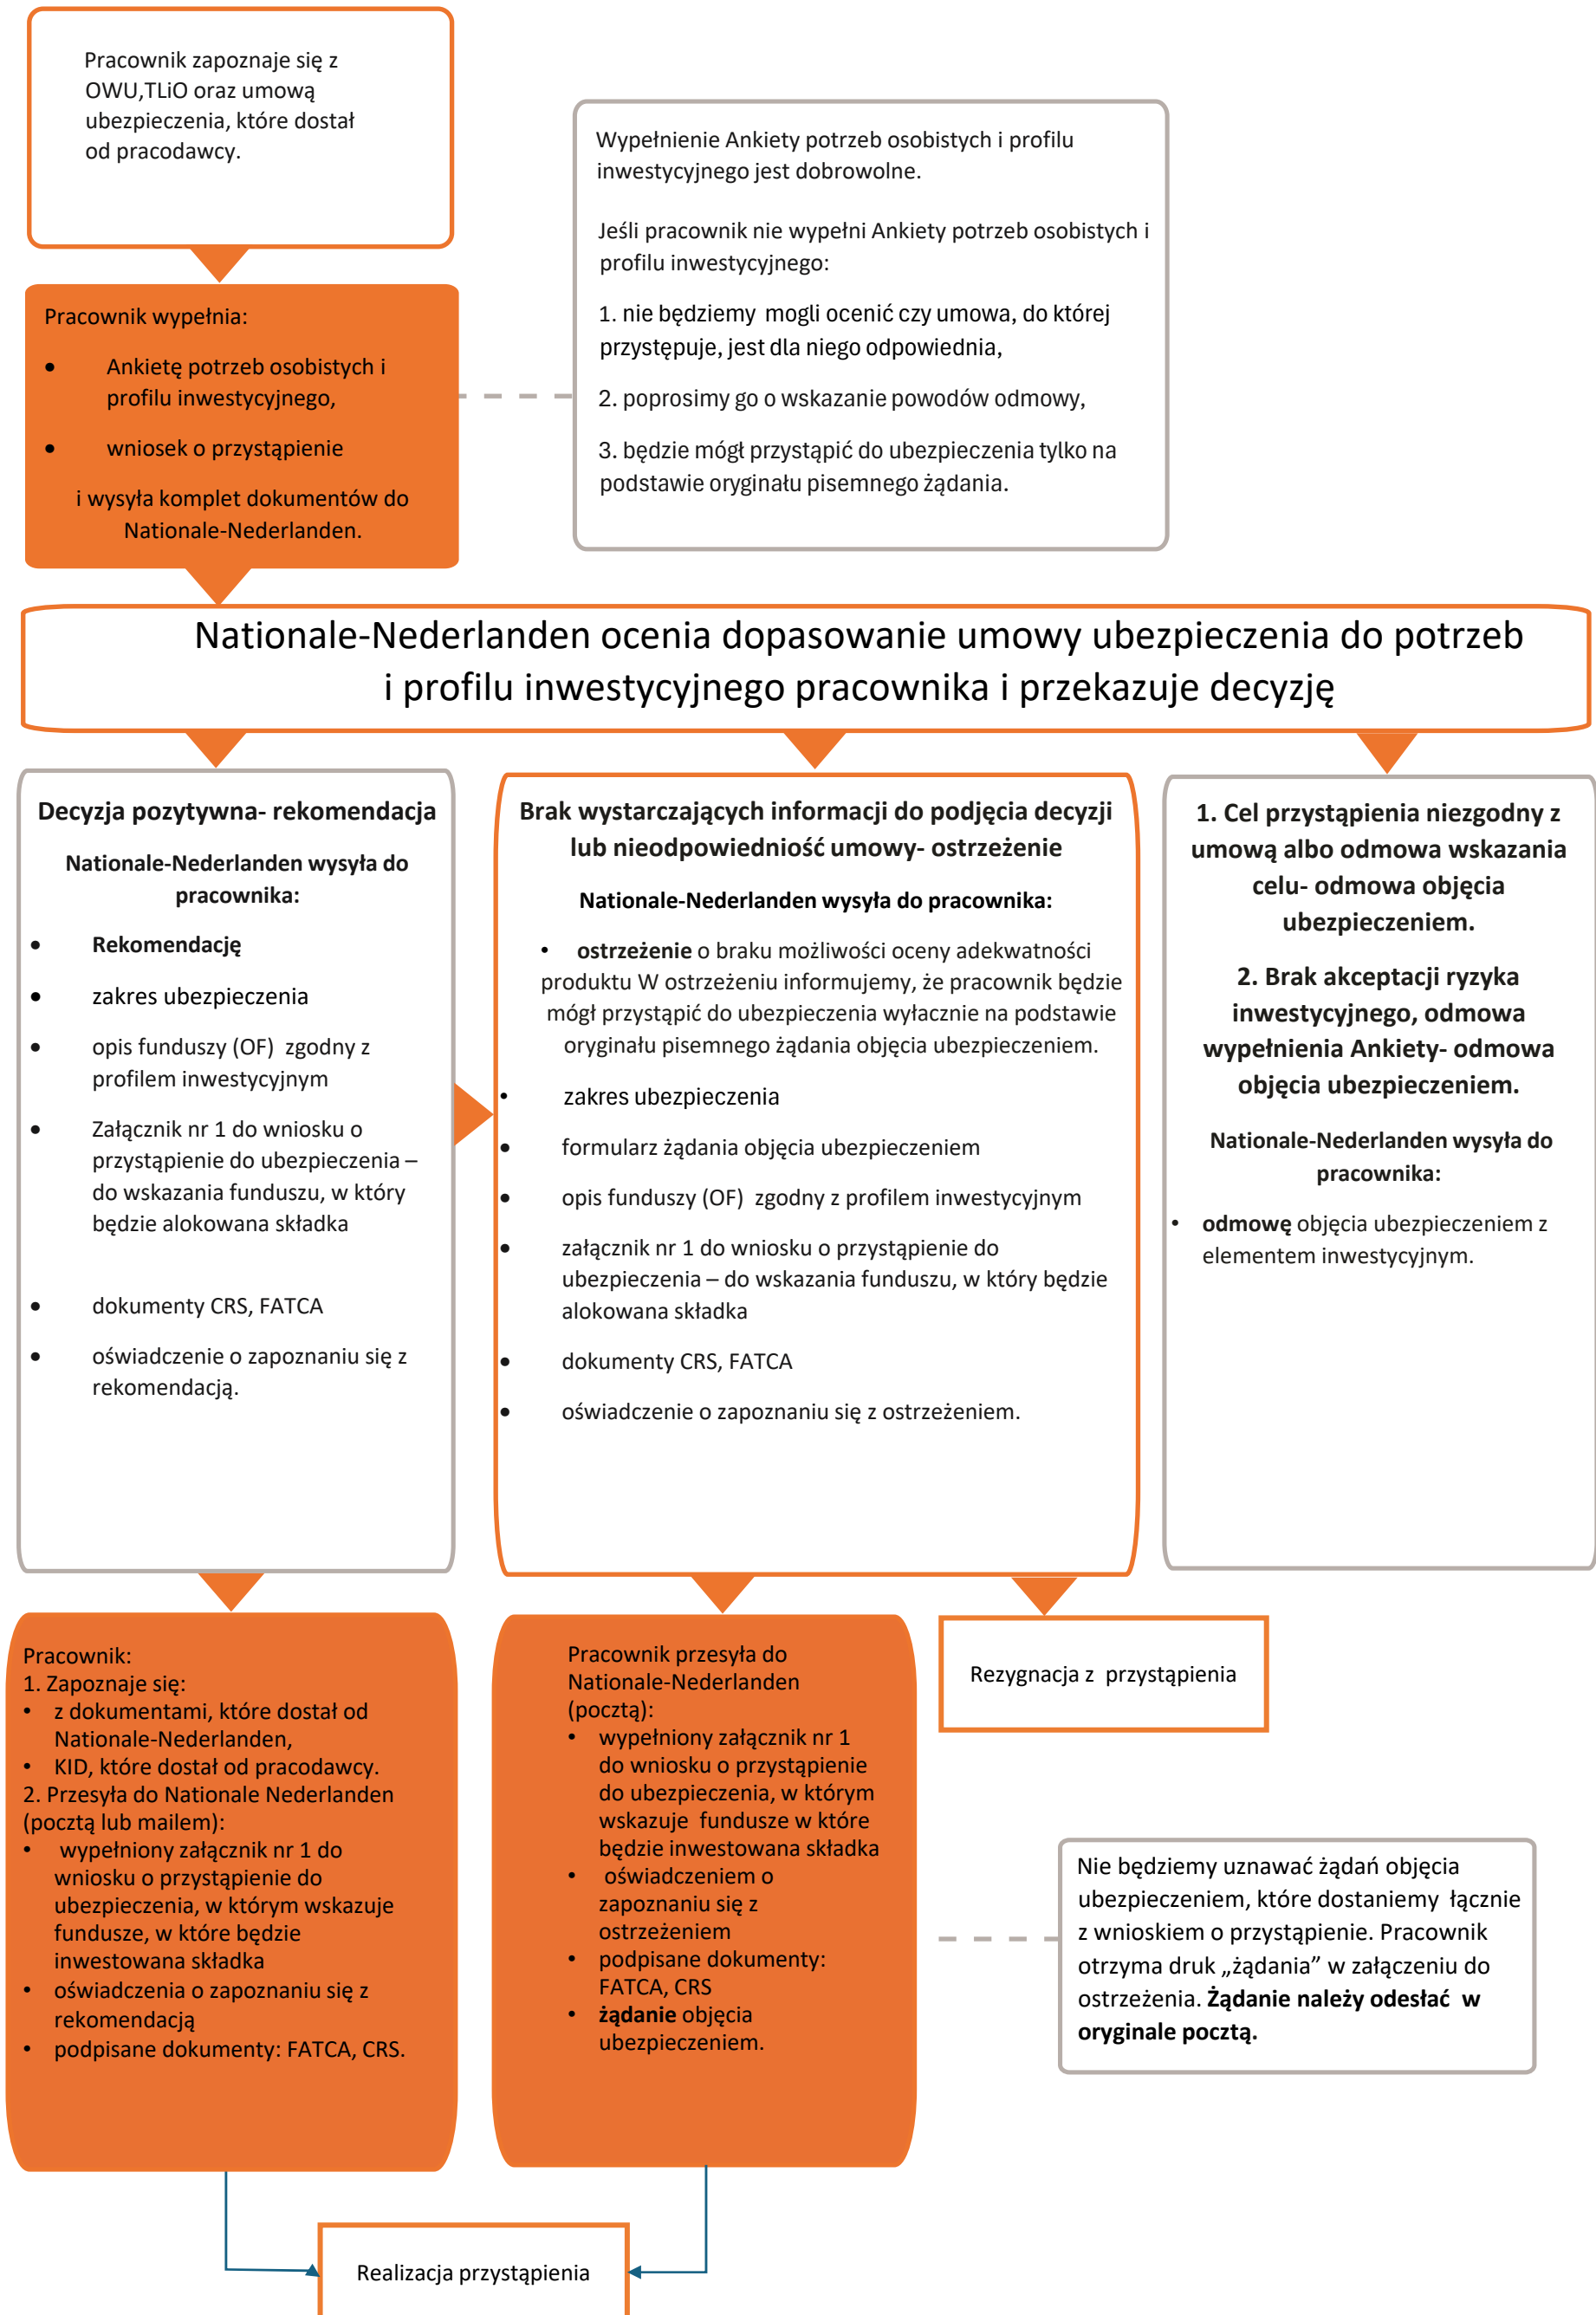 Pracownik zapoznaje się z
OWU,TLiO oraz umową
ubezpieczenia, które dostał
od pracodawcy.
Wypełnienie Ankiety potrzeb osobistych i profilu
inwestycyjnego jest dobrowolne.
Jeśli pracownik nie wypełni Ankiety potrzeb osobistych i
profilu inwestycyjnego:
1. nie będziemy mogli ocenić czy umowa, do której
przystępuje, jest dla niego odpowiednia,
2. poprosimy go o wskazanie powodów odmowy,
3. będzie mógł przystąpić do ubezpieczenia tylko na
podstawie oryginału pisemnego żądania.
Pracownik wypełnia:
• Ankietę potrzeb osobistych i
profilu inwestycyjnego,
• wniosek o przystąpienie
i wysyła komplet dokumentów do
Nationale-Nederlanden.
Nationale-Nederlanden ocenia dopasowanie umowy ubezpieczenia do potrzeb
i profilu inwestycyjnego pracownika i przekazuje decyzję
Decyzja pozytywna- rekomendacja
Nationale-Nederlanden wysyła do
pracownika:
• Rekomendację
• zakres ubezpieczenia
• opis funduszy (OF) zgodny z
profilem inwestycyjnym
• Załącznik nr 1 do wniosku o
przystąpienie do ubezpieczenia –
do wskazania funduszu, w który
będzie alokowana składka
• dokumenty CRS, FATCA
• oświadczenie o zapoznaniu się z
rekomendacją.
Brak wystarczających informacji do podjęcia decyzji
lub nieodpowiedniość umowy- ostrzeżenie
Nationale-Nederlanden wysyła do pracownika:
• ostrzeżenie o braku możliwości oceny adekwatności
produktu W ostrzeżeniu informujemy, że pracownik będzie
mógł przystąpić do ubezpieczenia wyłacznie na podstawie
oryginału pisemnego żądania objęcia ubezpieczeniem.
• zakres ubezpieczenia
• formularz żądania objęcia ubezpieczeniem
• opis funduszy (OF) zgodny z profilem inwestycyjnym
• załącznik nr 1 do wniosku o przystąpienie do
ubezpieczenia – do wskazania funduszu, w który będzie
alokowana składka
• dokumenty CRS, FATCA
• oświadczenie o zapoznaniu się z ostrzeżeniem.
1. Cel przystąpienia niezgodny z
umową albo odmowa wskazania
celu- odmowa objęcia
ubezpieczeniem.
2. Brak akceptacji ryzyka
inwestycyjnego, odmowa
wypełnienia Ankiety- odmowa
objęcia ubezpieczeniem.
Nationale-Nederlanden wysyła do
pracownika:
• odmowę objęcia ubezpieczeniem z
elementem inwestycyjnym.
Pracownik:
1. Zapoznaje się:
• z dokumentami, które dostał od
Nationale-Nederlanden,
• KID, które dostał od pracodawcy.
2. Przesyła do Nationale Nederlanden
(pocztą lub mailem):
• wypełniony załącznik nr 1 do
wniosku o przystąpienie do
ubezpieczenia, w którym wskazuje
fundusze, w które będzie
inwestowana składka
• oświadczenia o zapoznaniu się z
rekomendacją
• podpisane dokumenty: FATCA, CRS.
Pracownik przesyła do
Nationale-Nederlanden
(pocztą):
• wypełniony załącznik nr 1
do wniosku o przystąpienie
do ubezpieczenia, w którym
wskazuje fundusze w które
będzie inwestowana składka
• oświadczeniem o
zapoznaniu się z
ostrzeżeniem
• podpisane dokumenty:
FATCA, CRS
• żądanie objęcia
ubezpieczeniem.
Rezygnacja z przystąpienia
Nie będziemy uznawać żądań objęcia
ubezpieczeniem, które dostaniemy łącznie
z wnioskiem o przystąpienie. Pracownik
otrzyma druk „żądania” w załączeniu do
ostrzeżenia. Żądanie należy odesłać w
oryginale pocztą.
Realizacja przystąpienia